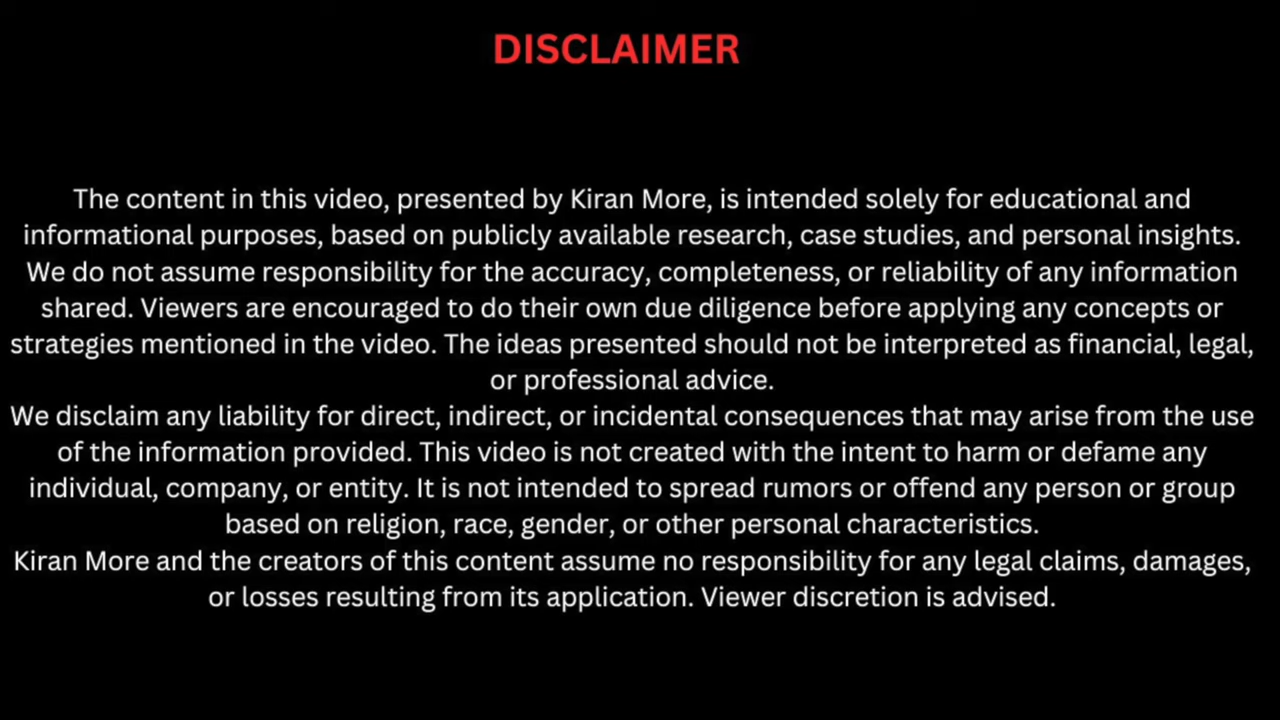 DISCLAIMER
The content in this video, presented by Kiran More, is intended solely for educational and
informational purposes, based on publicly available research, case studies, and personal insights.
We do not assume responsibility for the accuracy, completeness, or reliability of any information
shared. Viewers are encouraged to do their own due diligence before applying any concepts or
strategies mentioned in the video. The ideas presented should not be interpreted as financial, legal,
or professional advice.
We disclaim any liability for direct, indirect, or incidental consequences that may arise from the use
of the information provided. This video is not created with the intent to harm or defame any
individual, company, or entity. It is not intended to spread rumors or offend any person or group
based on religion, race, gender, or other personal characteristics.
Kiran More and the creators of this content assume no responsibility for any legal claims, damages,
or losses resulting from its application. Viewer discretion is advised.